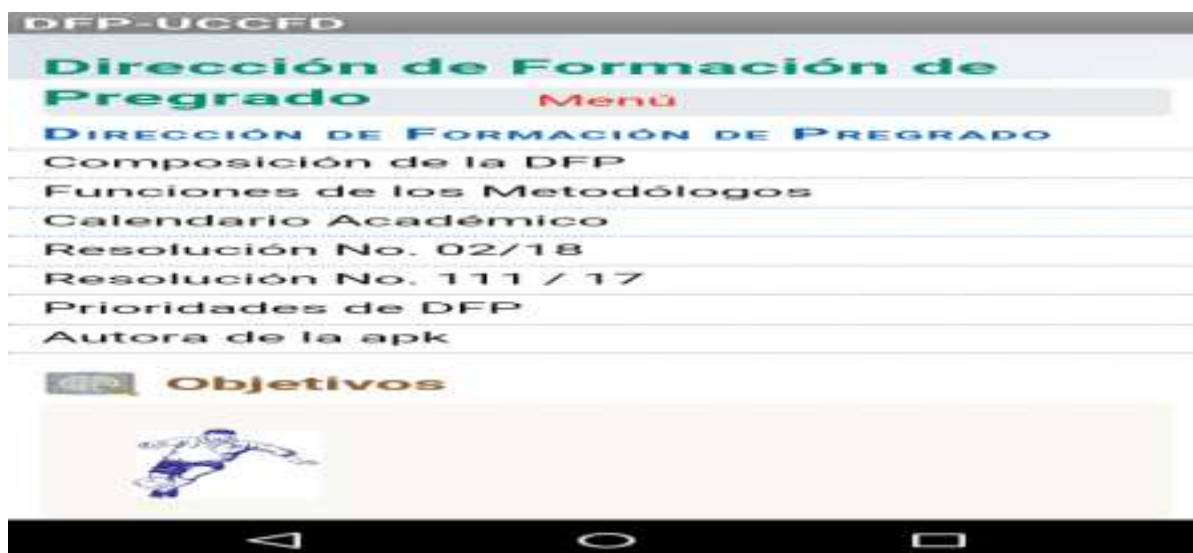 DFP-UCCFD
Dirección de Formación de
Pregrado Menú
DIRECCIÓN DE FORMACIÓN DE PREGRADO
Composición de la DFP
Funciones de los Metodólogos
Calendario Académico
Resolución No. 02/18
Resolución No. 111 / 17
Prioridades de DFP
Autora de la apk
Objetivos